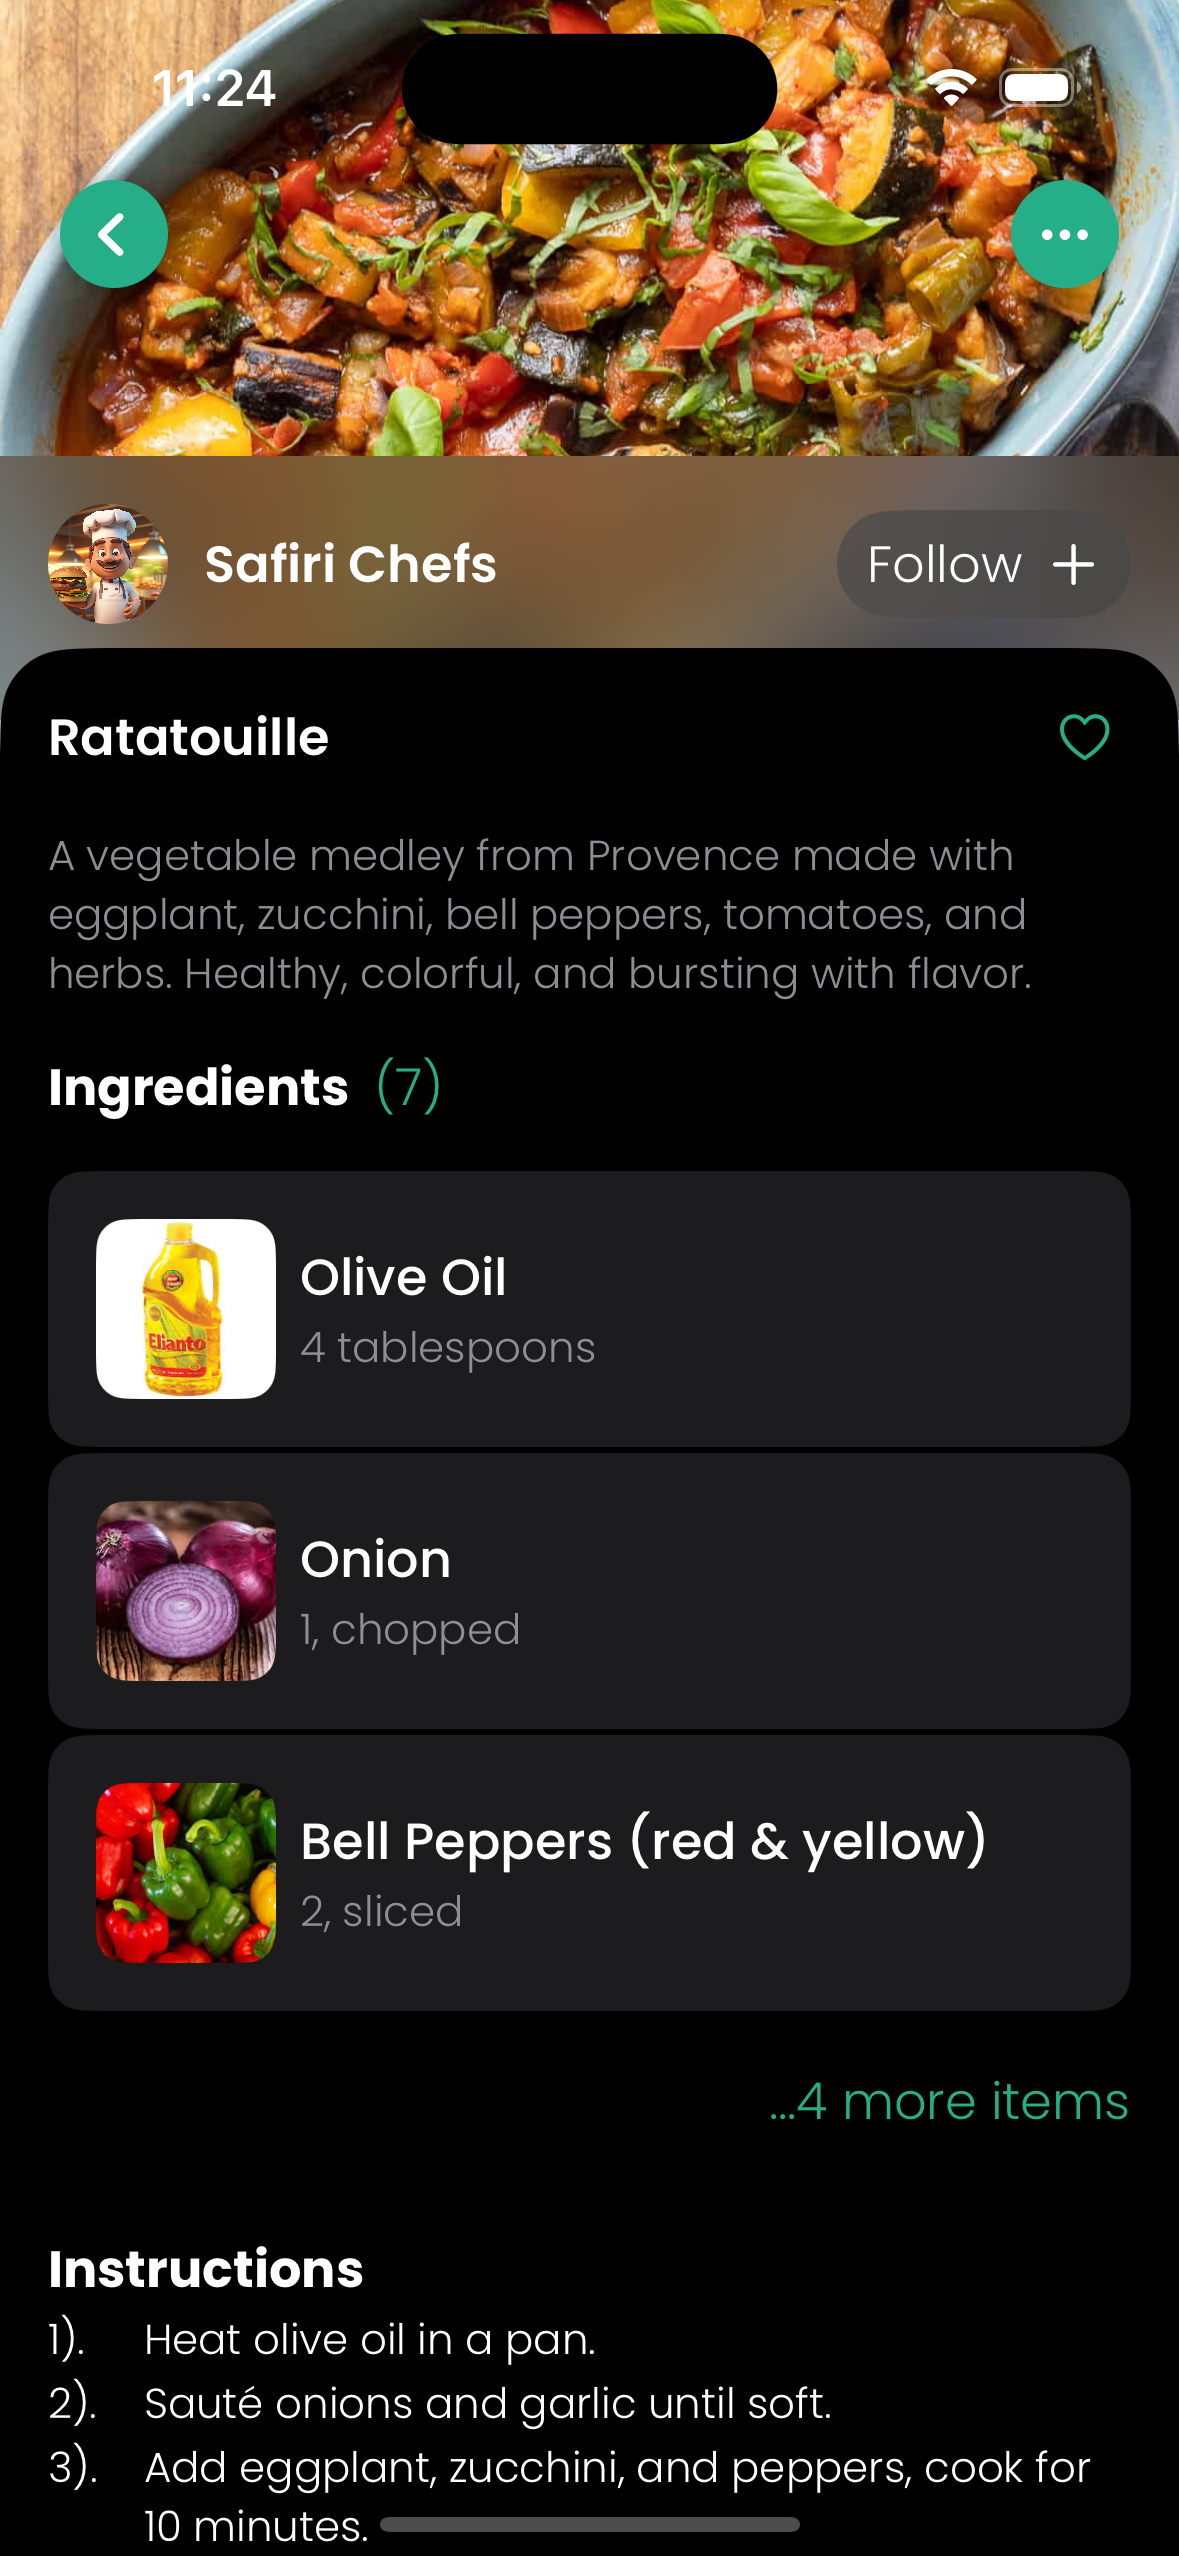 11:24
Safiri Chefs
Follow +
Ratatouille
A vegetable medley from Provence made with
eggplant, zucchini, bell peppers, tomatoes, and
herbs. Healthy, colorful, and bursting with flavor.
Ingredients (7)
Elianto
Olive Oil
4 tablespoons
Onion
1, chopped
Bell Peppers (red & yellow)
2, sliced
...4 more items
Instructions
1). Heat olive oil in a pan.
2). Sauté onions and garlic until soft.
3). Add eggplant, zucchini, and peppers, cook for
10 minutes.